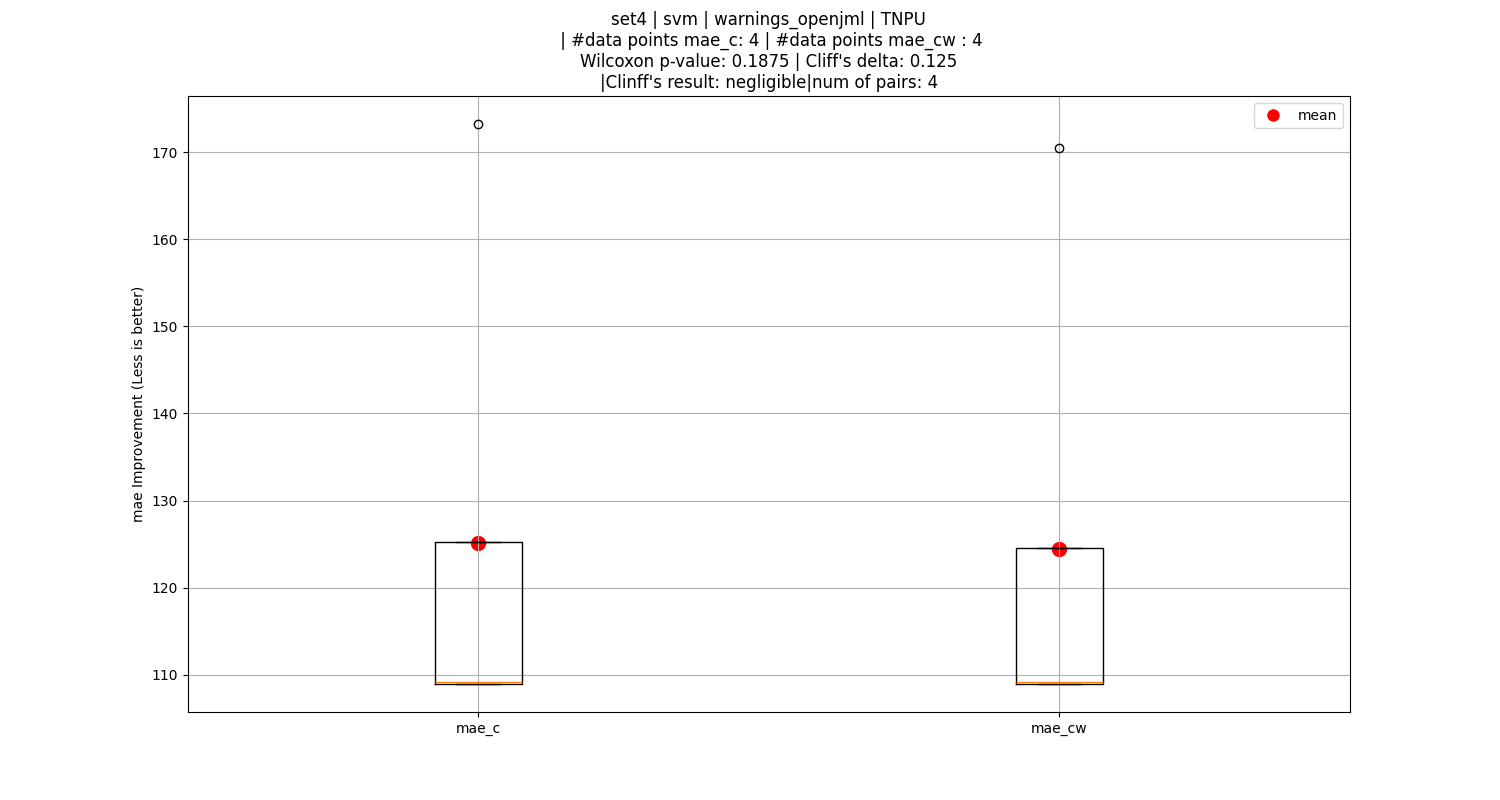 set4 | svm | warnings_openjml | TNPU
| #data points mae_c: 4 | #data points mae_cw : 4
Wilcoxon p-value: 0.1875 | Cliff's delta: 0.125
|Clinff's result: negligible|num of pairs: 4
mean
170
160
150
140
130
120
110
mae Improvement (Less is better)
mae_c
mae_cw